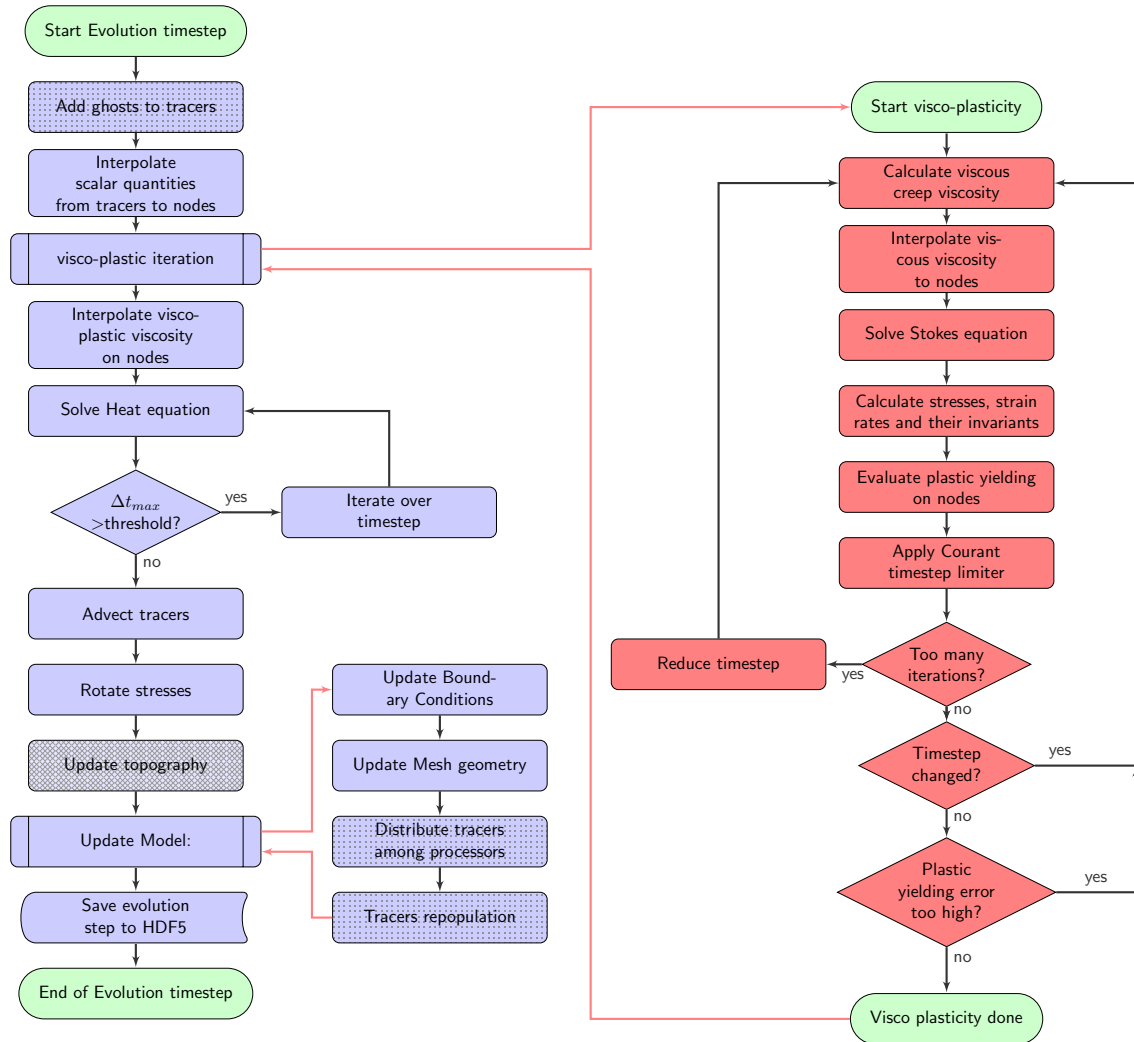 Start Evolution timestep
Add ghosts to tracers
Interpolate
scalar quantities
from tracers to nodes
visco-plastic iteration
Interpolate visco-
plastic viscosity
on nodes
Solve Heat equation
Δt_max
>threshold?
yes
Iterate over
timestep
no
Advect tracers
Rotate stresses
Update topography
Update Model:
Save evolution
step to HDF5
End of Evolution timestep
Update Bound-
ary Conditions
Update Mesh geometry
Distribute tracers
among processors
Tracers repopulation
Start visco-plasticity
Calculate viscous
creep viscosity
Interpolate vis-
cous viscosity
to nodes
Solve Stokes equation
Calculate stresses, strain
rates and their invariants
Evaluate plastic yielding
on nodes
Apply Courant
timestep limiter
Too many
iterations?
yes
Reduce timestep
no
Timestep
changed?
yes
no
Plastic
yielding error
too high?
yes
no
Visco plasticity done